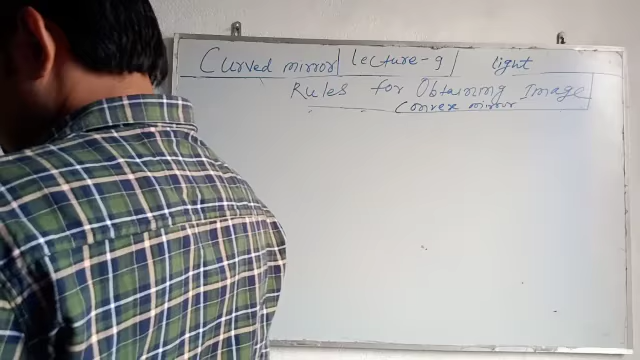 Curved mirror | Lecture-9 | light
Rules for Obtaining Image
Convex mirror